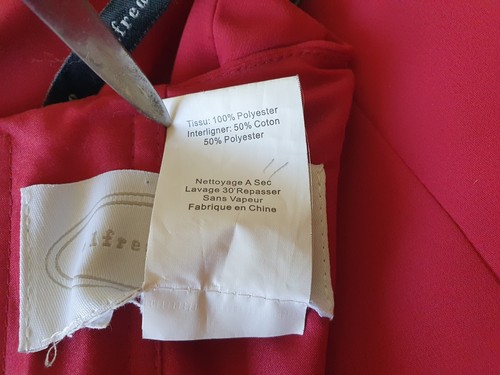 Tissu: 100% Polyester
Interligner: 50% Coton
50% Polyester
Nettoyage A Sec
Lavage 30°Repasser
Sans Vapeur
Fabrique en Chine